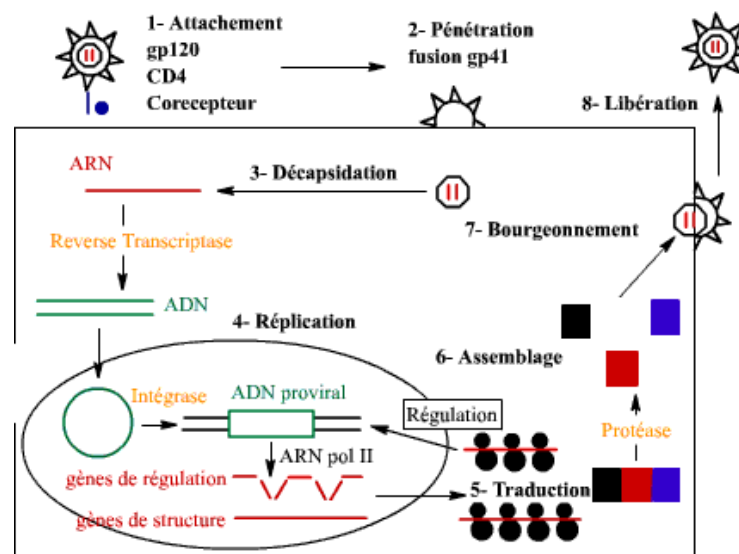 1- Attachement
gp120
CD4
Corecepteur
2- Pénétration
fusion gp41
8- Libération
ARN
3- Décapsidation
7- Bourgeonnement
Reverse Transcriptase
ADN
4- Réplication
6- Assemblage
Intégrase
ADN proviral
Régulation
Protéase
ARN pol II
gènes de régulation
5- Traduction
gènes de structure